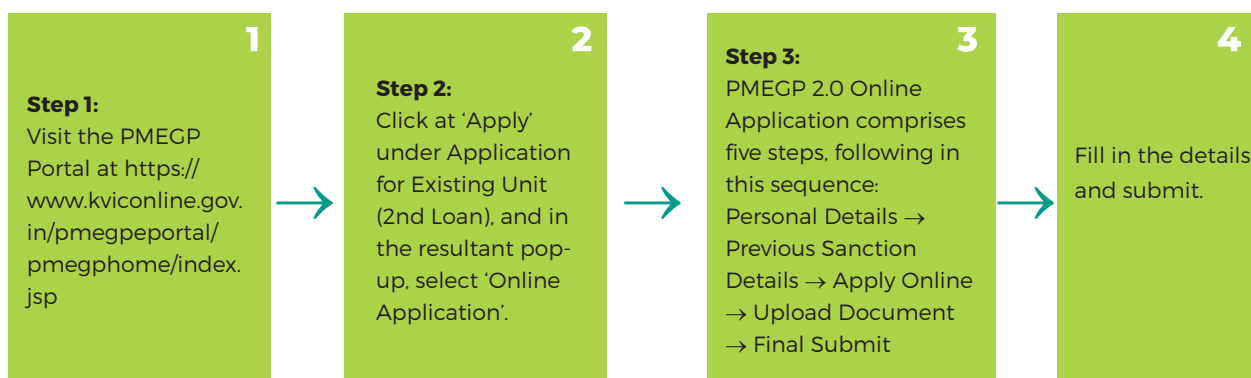 1
Step 1:
Visit the PMEGP
Portal at https://
www.kviconline.gov.
in/pmegpeportal/
pmegphome/index.
jsp
2
Step 2:
Click at ‘Apply’
under Application
for Existing Unit
(2nd Loan), and in
the resultant pop-
up, select ‘Online
Application’.
3
Step 3:
PMEGP 2.0 Online
Application comprises
five steps, following in
this sequence:
Personal Details →
Previous Sanction
Details → Apply Online
→ Upload Document
→ Final Submit
4
Fill in the details
and submit.